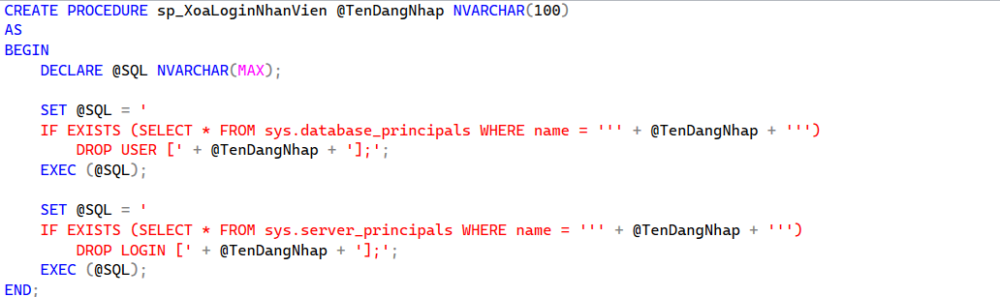 CREATE PROCEDURE sp_XoaLoginNhanVien @TenDangNhap NVARCHAR(100)
AS
BEGIN
    DECLARE @SQL NVARCHAR(MAX);

    SET @SQL = '
    IF EXISTS (SELECT * FROM sys.database_principals WHERE name = ''' + @TenDangNhap + ''')
        DROP USER [' + @TenDangNhap + '];';
    EXEC (@SQL);

    SET @SQL = '
    IF EXISTS (SELECT * FROM sys.server_principals WHERE name = ''' + @TenDangNhap + ''')
        DROP LOGIN [' + @TenDangNhap + '];';
    EXEC (@SQL);
END;